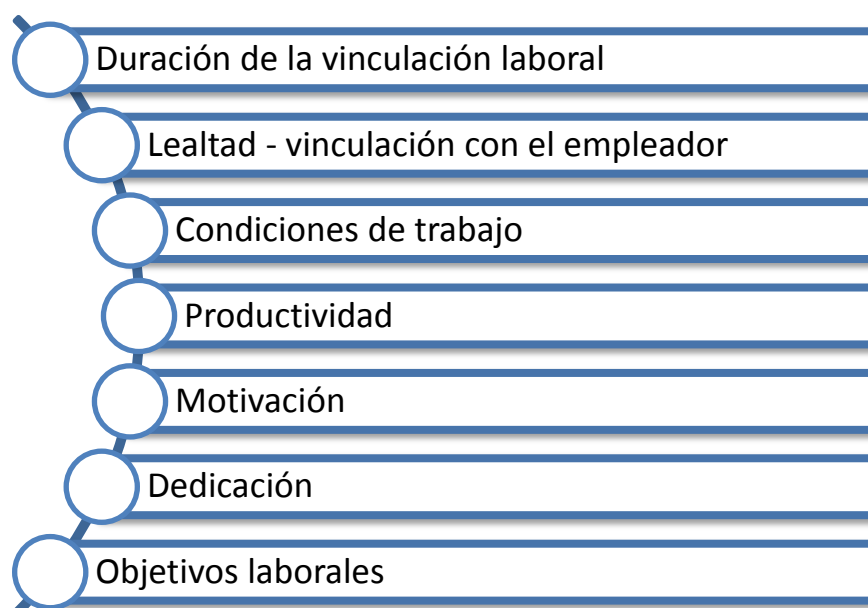 Duración de la vinculación laboral
Lealtad - vinculación con el empleador
Condiciones de trabajo
Productividad
Motivación
Dedicación
Objetivos laborales